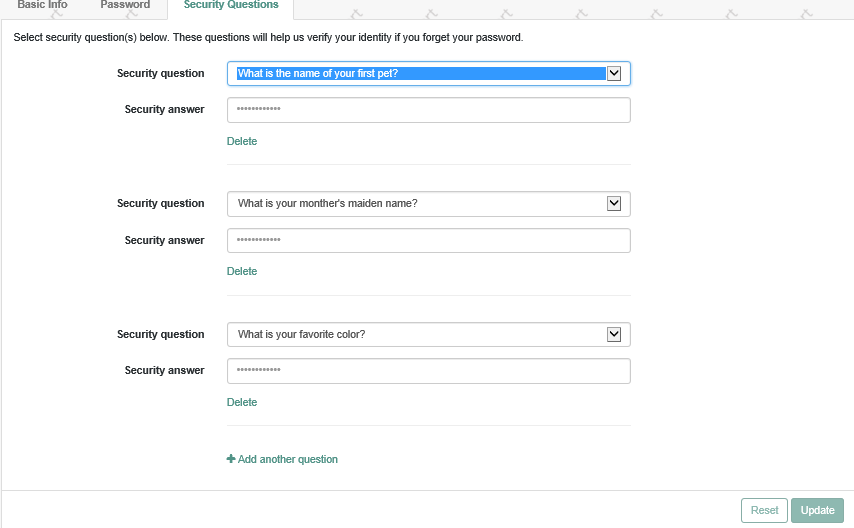 Basic Info Password Security Questions
Select security question(s) below. These questions will help us verify your identity if you forget your password.
Security question What is the name of your first pet?
Security answer ••••••••••••
Delete
Security question What is your monther's maiden name?
Security answer ••••••••••••
Delete
Security question What is your favorite color?
Security answer ••••••••••••
Delete
Add another question
Reset Update